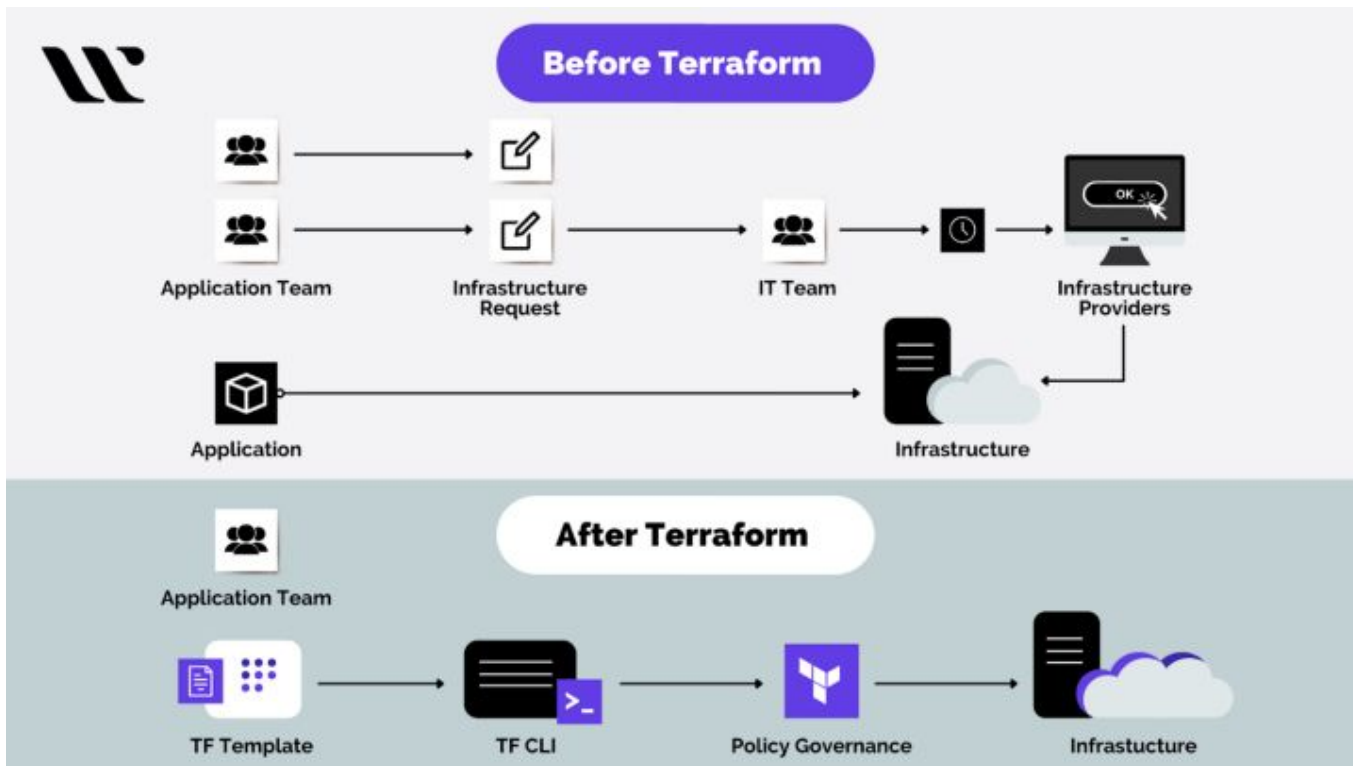 Before Terraform
OK
Application Team
Infrastructure
Request
IT Team
Infrastructure
Providers
Application
Infrastructure
After Terraform
Application Team
>_
TF Template
TF CLI
Policy Governance
Infrastucture